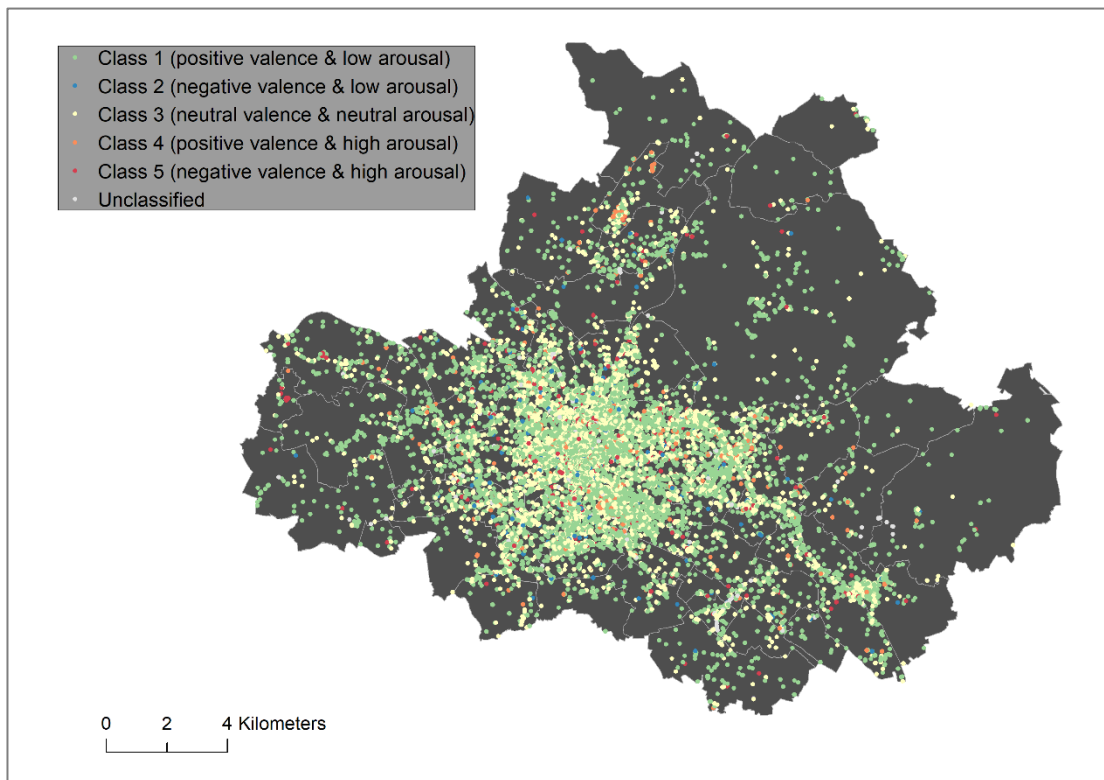 Class 1 (positive valence & low arousal)
Class 2 (negative valence & low arousal)
Class 3 (neutral valence & neutral arousal)
Class 4 (positive valence & high arousal)
Class 5 (negative valence & high arousal)
Unclassified
0 2 4 Kilometers